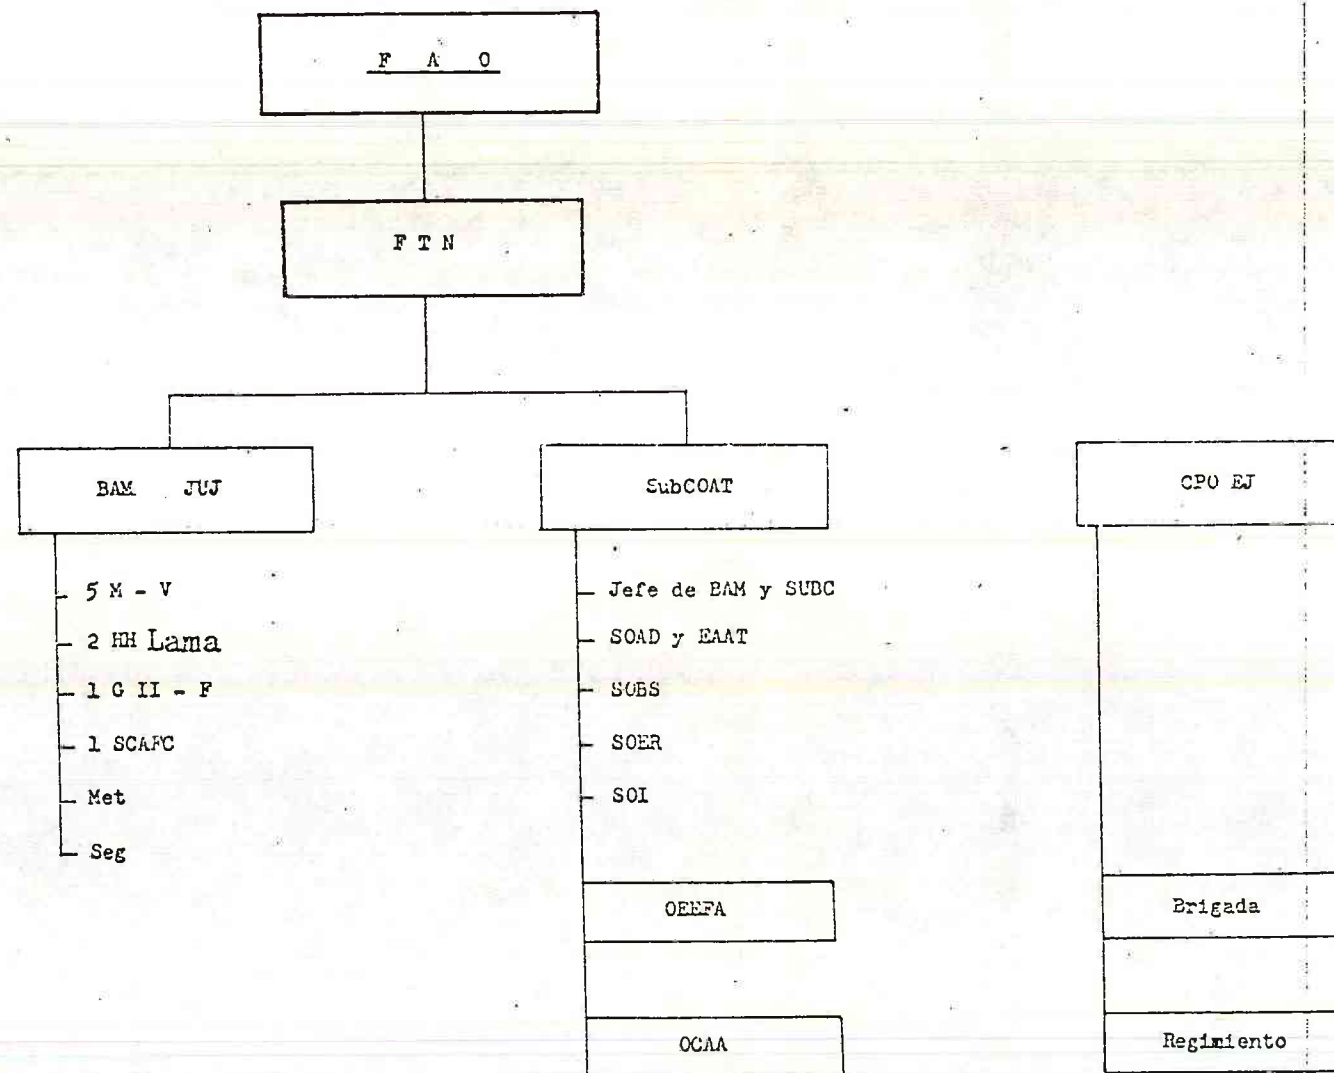 F A O
F T N
BAM JUJ
5 M - V
2 HH Lama
1 G II - F
1 SCAFC
Met
Seg
SubCOAT
Jefe de BAM y SUBC
SOAD y EAAT
SOBS
SOER
SOI
OEEFA
OCAA
CPO EJ
Brigada
Regimiento